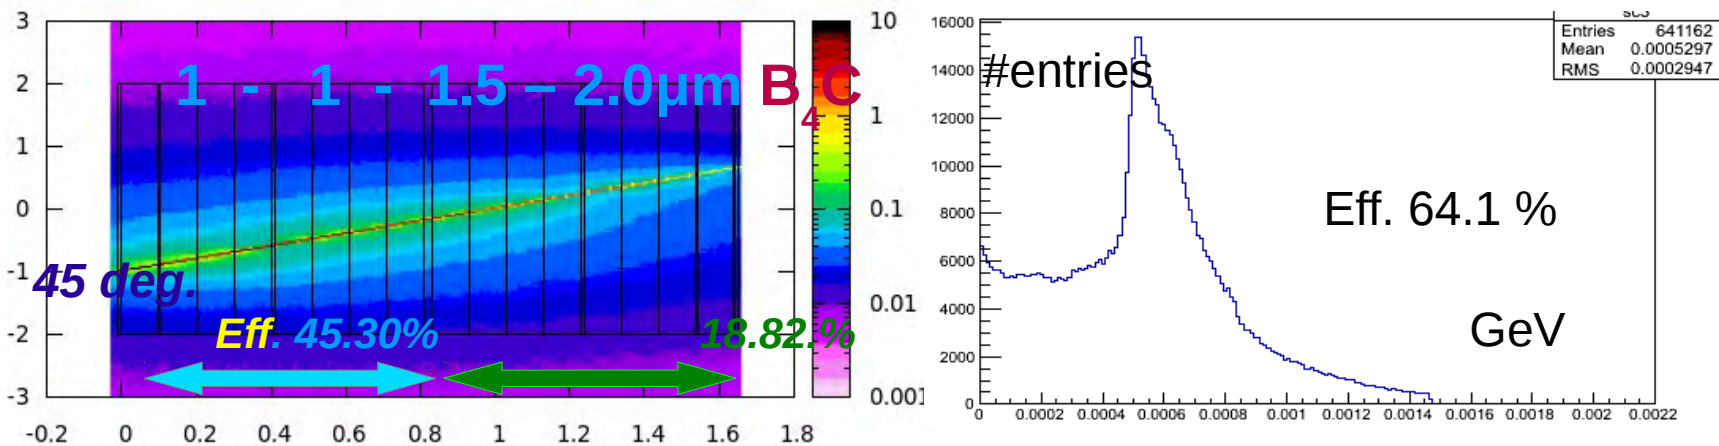 3
2
1
0
-1
-2
-3
-0.2 0 0.2 0.4 0.6 0.8 1 1.2 1.4 1.6 1.8
1 - 1 - 1.5 – 2.0µm B4C
45 deg.
Eff. 45.30%
18.82.%
10
1
0.1
0.01
0.001
#entries
Entries 641162
Mean 0.0005297
RMS 0.0002947
Eff. 64.1 %
GeV
16000
14000
12000
10000
8000
6000
4000
2000
0
0 0.0002 0.0004 0.0006 0.0008 0.001 0.0012 0.0014 0.0016 0.0018 0.002 0.0022